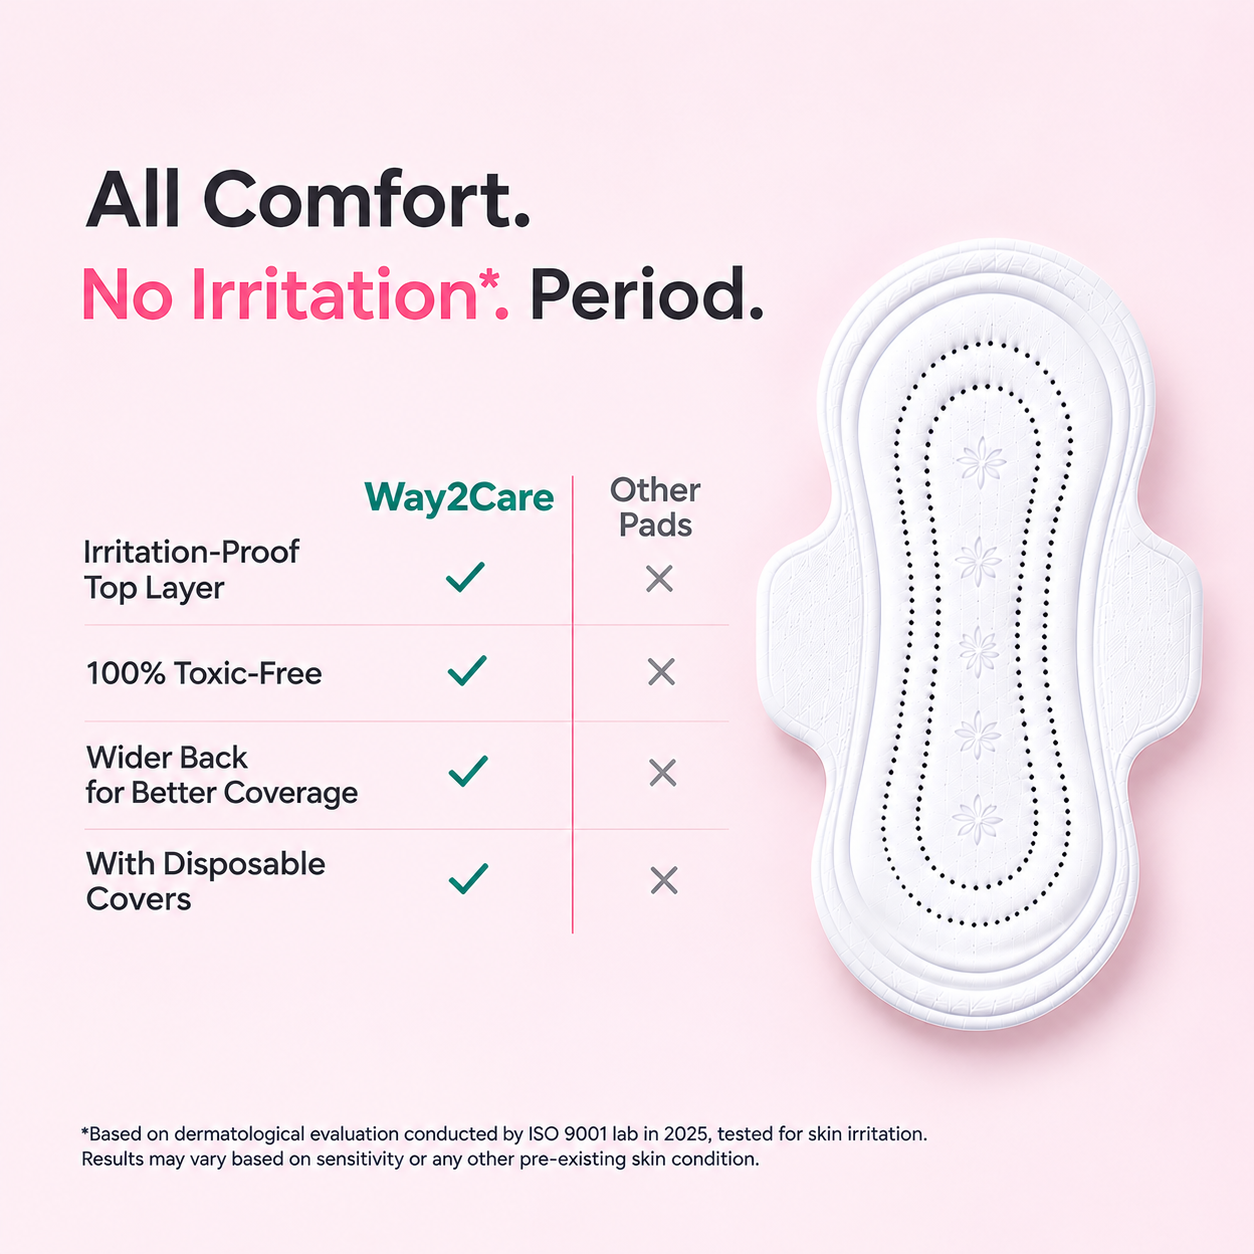 All Comfort.
No Irritation*. Period.
Way2Care
Other
Pads
Irritation-Proof
Top Layer
100% Toxic-Free
Wider Back
for Better Coverage
With Disposable
Covers
*Based on dermatological evaluation conducted by ISO 9001 lab in 2025, tested for skin irritation.
Results may vary based on sensitivity or any other pre-existing skin condition.